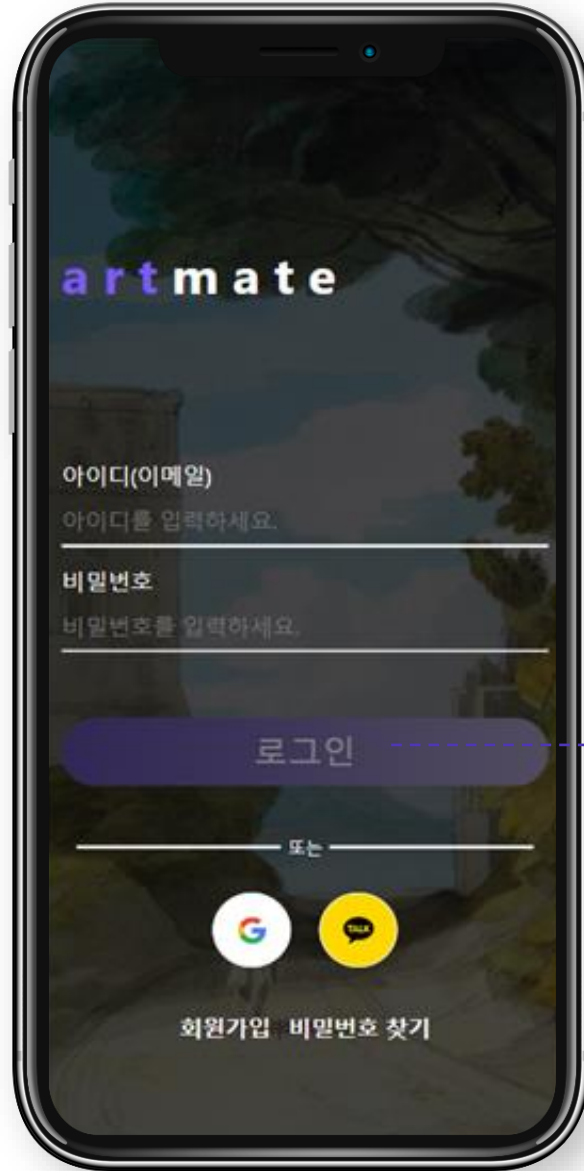 artmate
아이디(이메일)
아이디를 입력하세요.
비밀번호
비밀번호를 입력하세요.
로그인
또는
G TALK
회원가입 비밀번호 찾기